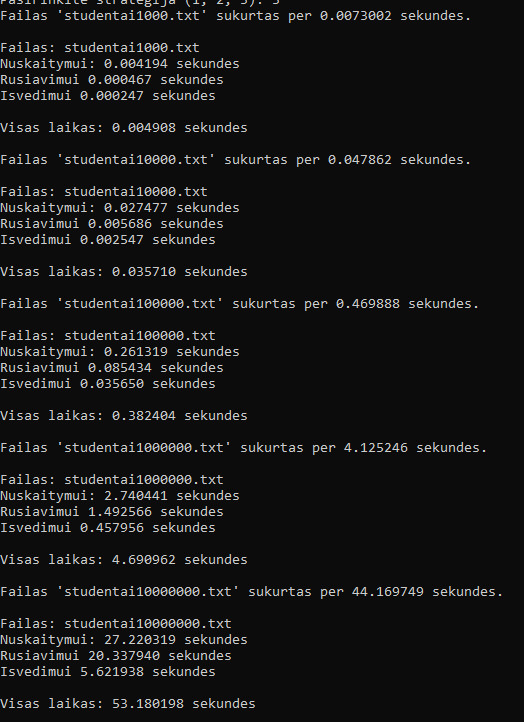 Pasirinkite strategija (1, 2, 3): 3
Failas 'studentai1000.txt' sukurtas per 0.0073002 sekundes.
Failas: studentai1000.txt
Nuskaitymui: 0.004194 sekundes
Rusiavimui 0.000467 sekundes
Isvedimui 0.000247 sekundes
Visas laikas: 0.004908 sekundes
Failas 'studentai10000.txt' sukurtas per 0.047862 sekundes.
Failas: studentai10000.txt
Nuskaitymui: 0.027477 sekundes
Rusiavimui 0.005686 sekundes
Isvedimui 0.002547 sekundes
Visas laikas: 0.035710 sekundes
Failas 'studentai100000.txt' sukurtas per 0.469888 sekundes.
Failas: studentai100000.txt
Nuskaitymui: 0.261319 sekundes
Rusiavimui 0.085434 sekundes
Isvedimui 0.035650 sekundes
Visas laikas: 0.382404 sekundes
Failas 'studentai1000000.txt' sukurtas per 4.125246 sekundes.
Failas: studentai1000000.txt
Nuskaitymui: 2.740441 sekundes
Rusiavimui 1.492566 sekundes
Isvedimui 0.457956 sekundes
Visas laikas: 4.690962 sekundes
Failas 'studentai10000000.txt' sukurtas per 44.169749 sekundes.
Failas: studentai10000000.txt
Nuskaitymui: 27.220319 sekundes
Rusiavimui 20.337940 sekundes
Isvedimui 5.621938 sekundes
Visas laikas: 53.180198 sekundes